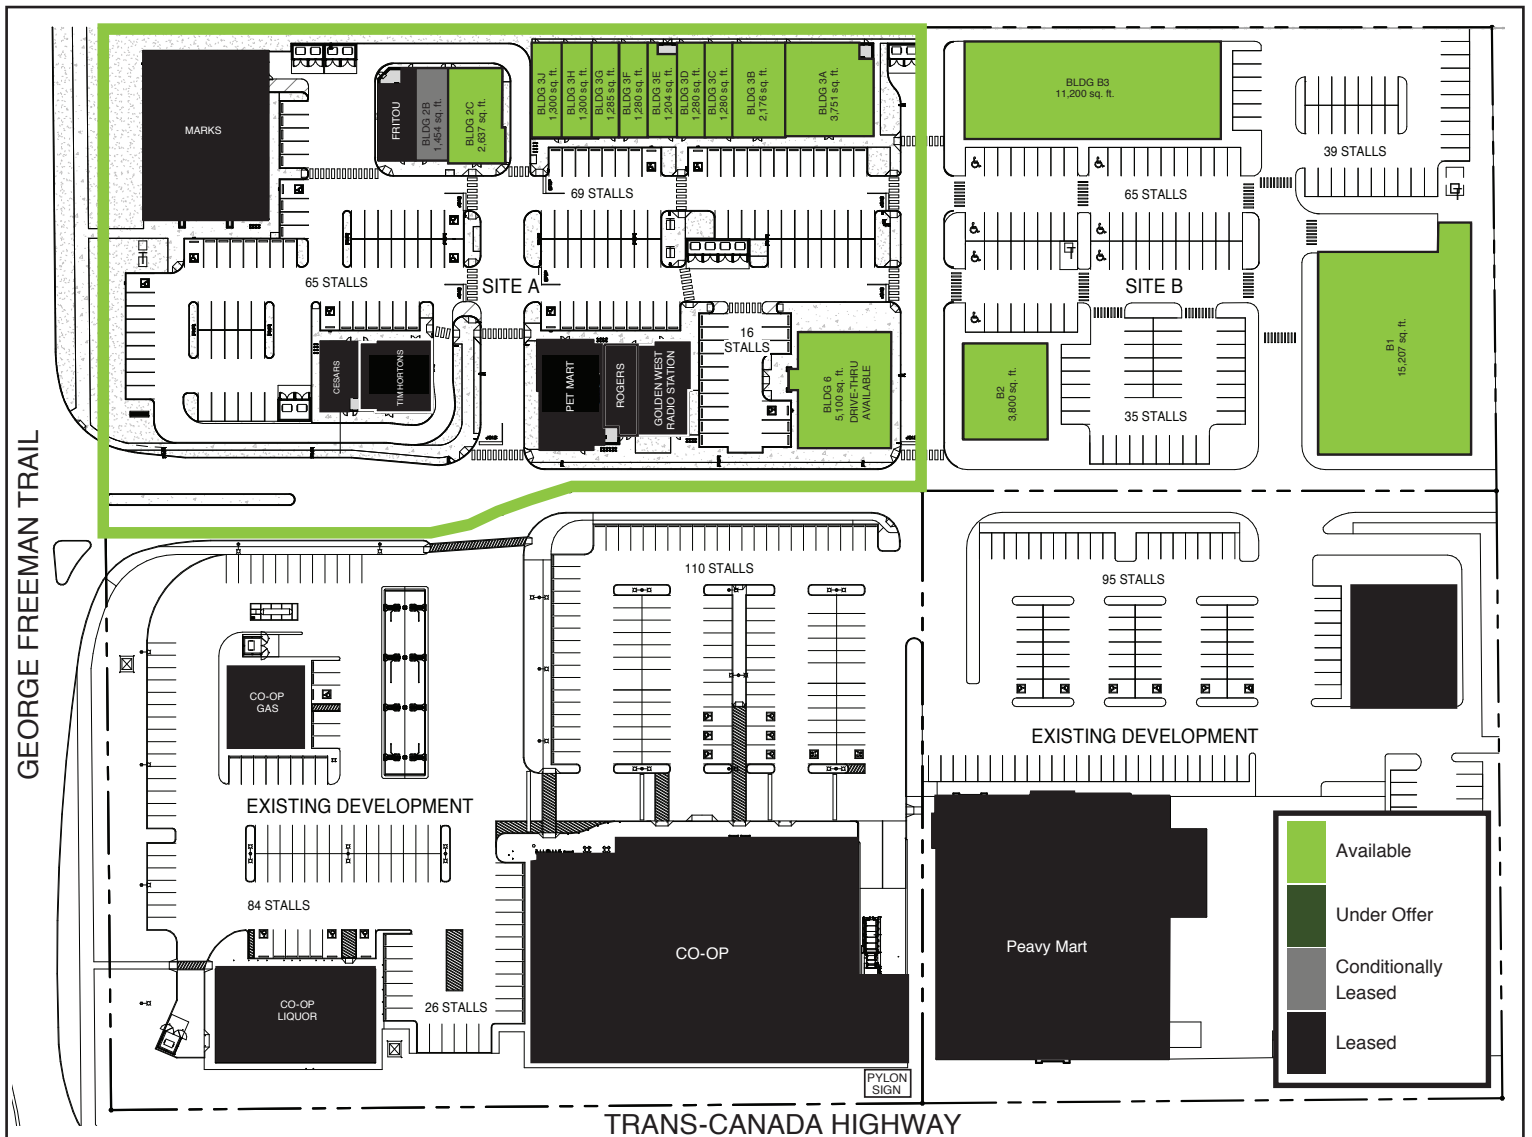 MARKS
FRITOU
BLDG 2B
1,454 sq. ft.
BLDG 2C
2,637 sq. ft.
BLDG 3J
1,300 sq. ft.
BLDG 3H
1,300 sq. ft.
BLDG 3G
1,285 sq. ft.
BLDG 3F
1,280 sq. ft.
BLDG 3E
1,204 sq. ft.
BLDG 3D
1,280 sq. ft.
BLDG 3C
1,280 sq. ft.
BLDG 3B
2,176 sq. ft.
BLDG 3A
3,751 sq. ft.
BLDG B3
11,200 sq. ft.
39 STALLS
69 STALLS
65 STALLS
65 STALLS
SITE A
SITE B
16
STALLS
CESARS
TIM HORTONS
PET MART
ROGERS
GOLDEN WEST
RADIO STATION
BLDG 6
5,100 sq. ft.
DRIVE-THRU
AVAILABLE
B2
3,800 sq. ft.
35 STALLS
B1
15,207 sq. ft.
GEORGE FREEMAN TRAIL
110 STALLS
95 STALLS
CO-OP
GAS
EXISTING DEVELOPMENT
EXISTING DEVELOPMENT
84 STALLS
CO-OP
LIQUOR
26 STALLS
CO-OP
Peavy Mart
PYLON
SIGN
Available
Under Offer
Conditionally
Leased
Leased
TRANS-CANADA HIGHWAY